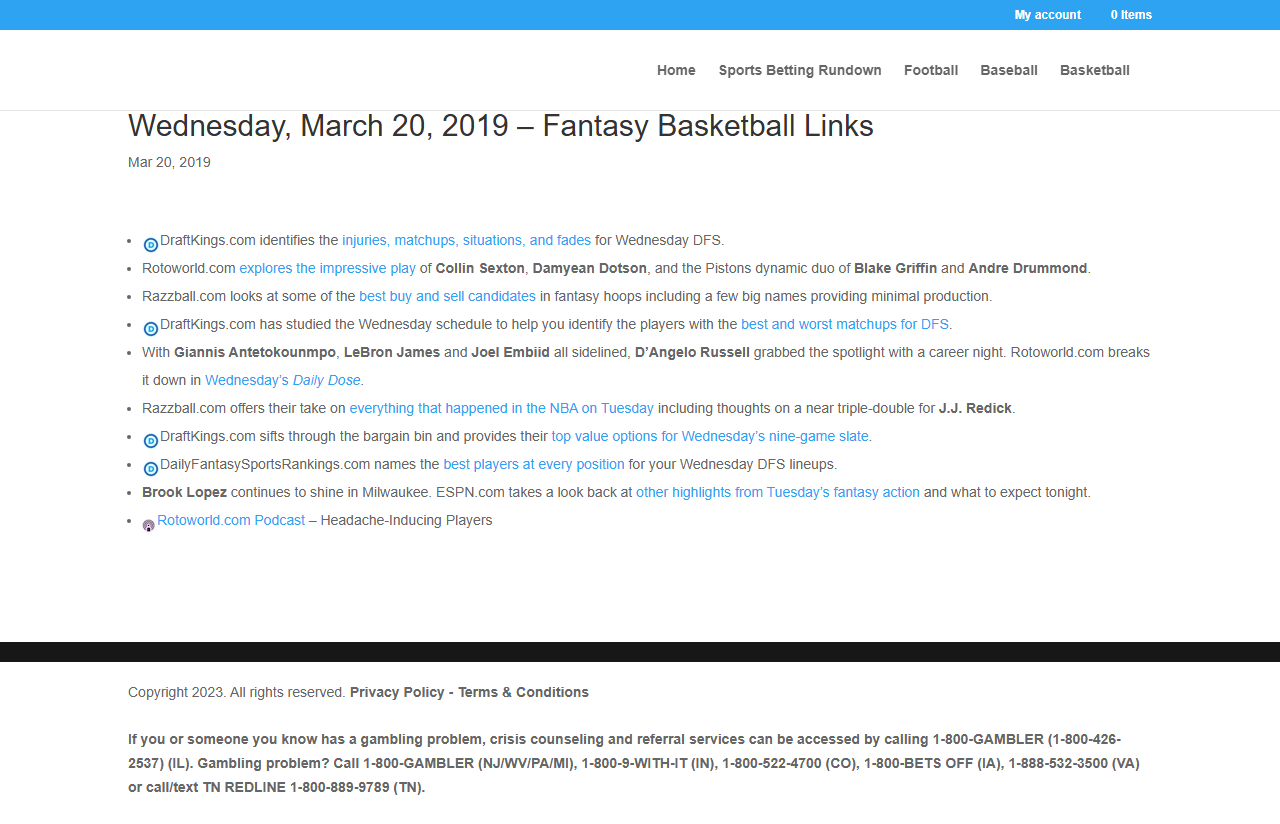 My account 0 Items
Home Sports Betting Rundown Football Baseball Basketball
Wednesday, March 20, 2019 – Fantasy Basketball Links
Mar 20, 2019
DraftKings.com identifies the injuries, matchups, situations, and fades for Wednesday DFS.
Rotoworld.com explores the impressive play of Collin Sexton, Damyean Dotson, and the Pistons dynamic duo of Blake Griffin and Andre Drummond.
Razzball.com looks at some of the best buy and sell candidates in fantasy hoops including a few big names providing minimal production.
DraftKings.com has studied the Wednesday schedule to help you identify the players with the best and worst matchups for DFS.
With Giannis Antetokounmpo, LeBron James and Joel Embiid all sidelined, D’Angelo Russell grabbed the spotlight with a career night. Rotoworld.com breaks
it down in Wednesday’s Daily Dose.
Razzball.com offers their take on everything that happened in the NBA on Tuesday including thoughts on a near triple-double for J.J. Redick.
DraftKings.com sifts through the bargain bin and provides their top value options for Wednesday’s nine-game slate.
DailyFantasySportsRankings.com names the best players at every position for your Wednesday DFS lineups.
Brook Lopez continues to shine in Milwaukee. ESPN.com takes a look back at other highlights from Tuesday’s fantasy action and what to expect tonight.
Rotoworld.com Podcast – Headache-Inducing Players
Copyright 2023. All rights reserved. Privacy Policy - Terms & Conditions
If you or someone you know has a gambling problem, crisis counseling and referral services can be accessed by calling 1-800-GAMBLER (1-800-426-
2537) (IL). Gambling problem? Call 1-800-GAMBLER (NJ/WV/PA/MI), 1-800-9-WITH-IT (IN), 1-800-522-4700 (CO), 1-800-BETS OFF (IA), 1-888-532-3500 (VA)
or call/text TN REDLINE 1-800-889-9789 (TN).